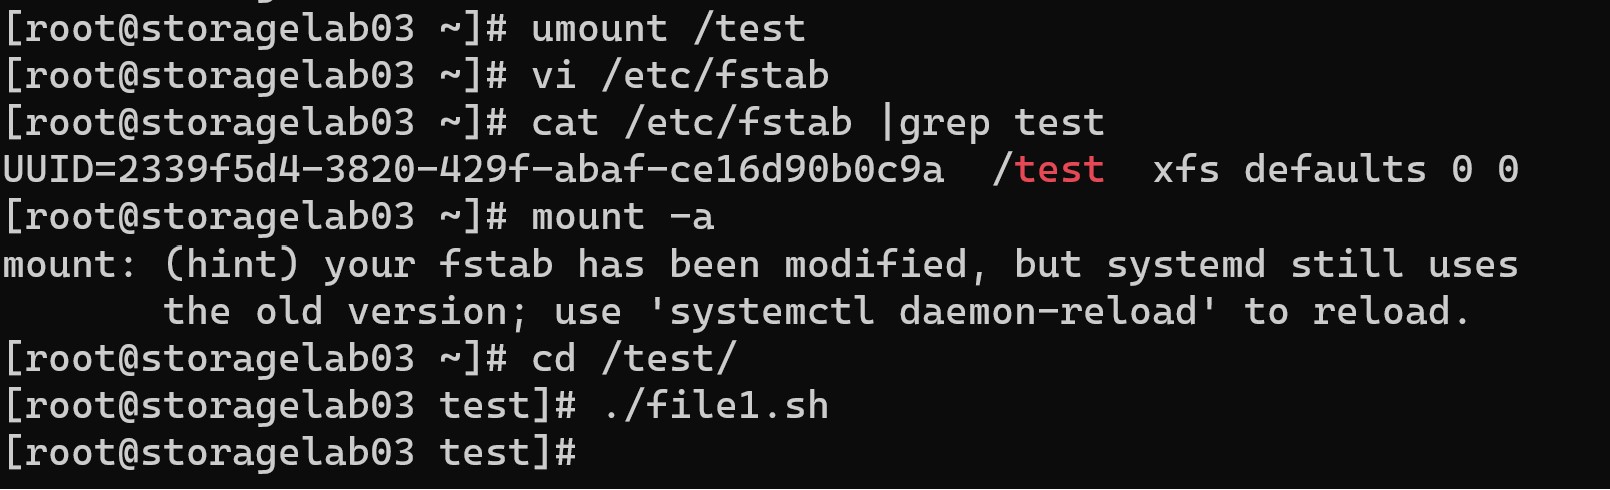 [root@storagelab03 ~]# umount /test
[root@storagelab03 ~]# vi /etc/fstab
[root@storagelab03 ~]# cat /etc/fstab |grep test
UUID=2339f5d4-3820-429f-abaf-ce16d90b0c9a  /test  xfs defaults 0 0
[root@storagelab03 ~]# mount -a
mount: (hint) your fstab has been modified, but systemd still uses
       the old version; use 'systemctl daemon-reload' to reload.
[root@storagelab03 ~]# cd /test/
[root@storagelab03 test]# ./file1.sh
[root@storagelab03 test]#